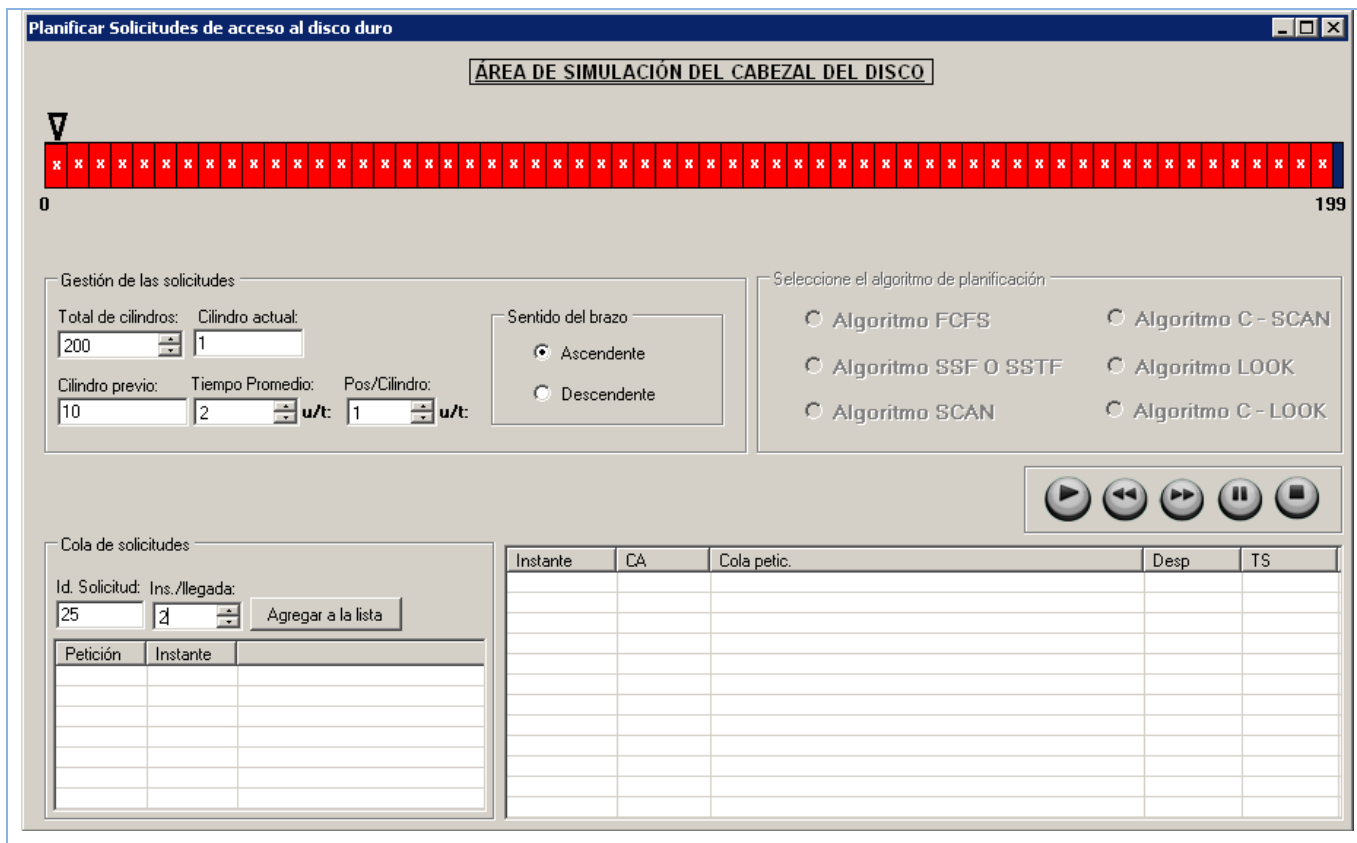 Planificar Solicitudes de acceso al disco duro
ÁREA DE SIMULACIÓN DEL CABEZAL DEL DISCO
x x x x x x x x x x x x x x x x x x x x x x x x x x x x x x x x x x x x x x x x x x x x x x x x x x x x x x x x x x x
0 199
Gestión de las solicitudes
Total de cilindros: Cilindro actual:
200 1
Cilindro previo: Tiempo Promedio: Pos/Cilindro:
10 2 u/t: 1 u/t:
Sentido del brazo
Ascendente
Descendente
Seleccione el algoritmo de planificación
Algoritmo FCFS Algoritmo C - SCAN
Algoritmo SSF O SSTF Algoritmo LOOK
Algoritmo SCAN Algoritmo C - LOOK
Cola de solicitudes
Id. Solicitud: Ins./llegada:
25 2 Agregar a la lista
Petición Instante
Instante CA Cola petic. Desp TS